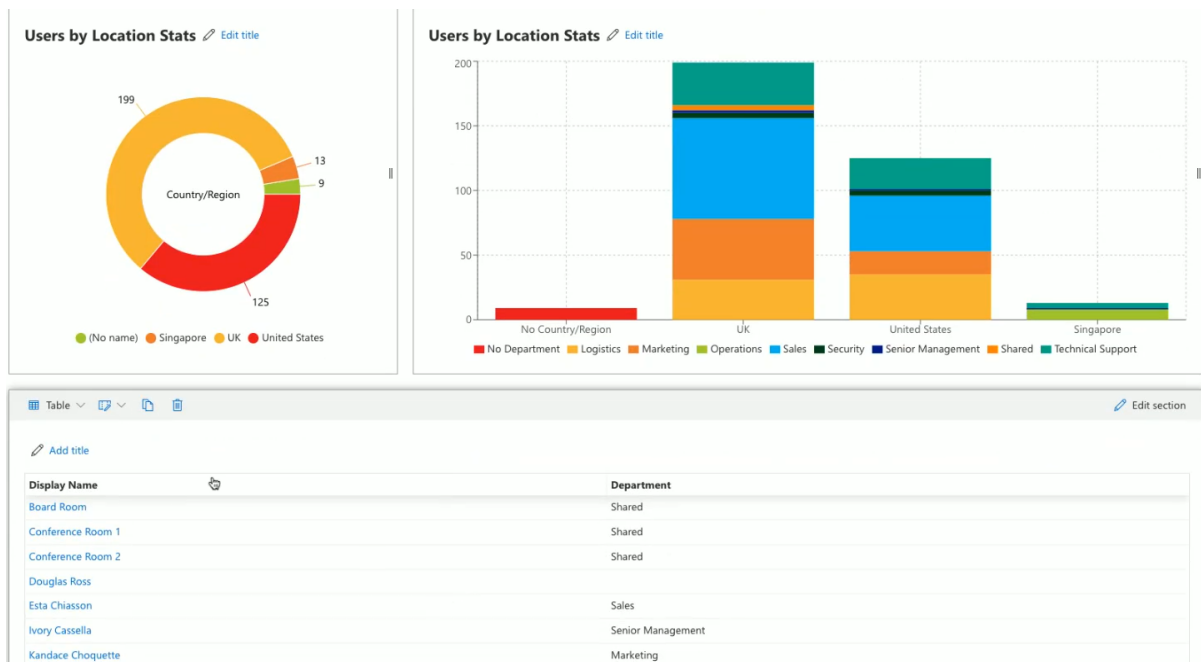 Users by Location Stats Edit title
199
13
9
Country/Region
125
(No name) Singapore UK United States
Users by Location Stats Edit title
200
150
100
50
0
No Country/Region UK United States Singapore
No Department Logistics Marketing Operations Sales Security Senior Management Shared Technical Support
Table
Edit section
Add title
Display Name Department
Board Room Shared
Conference Room 1 Shared
Conference Room 2 Shared
Douglas Ross
Esta Chiasson Sales
Ivory Cassella Senior Management
Kandace Choquette Marketing